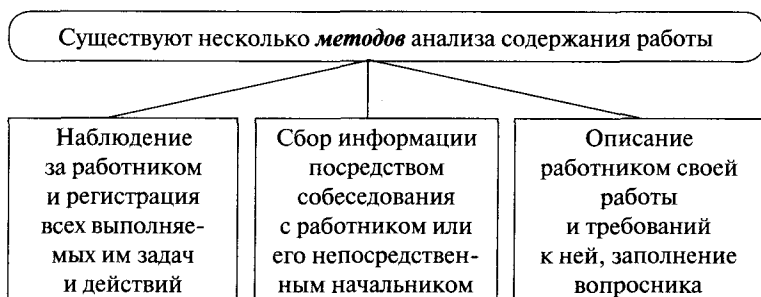 Существуют несколько методов анализа содержания работы
Наблюдение
за работником
и регистрация
всех выполняе-
мых им задач
и действий
Сбор информации
посредством
собеседования
с работником или
его непосредствен-
ным начальником
Описание
работником своей
работы
и требований
к ней, заполнение
вопросника